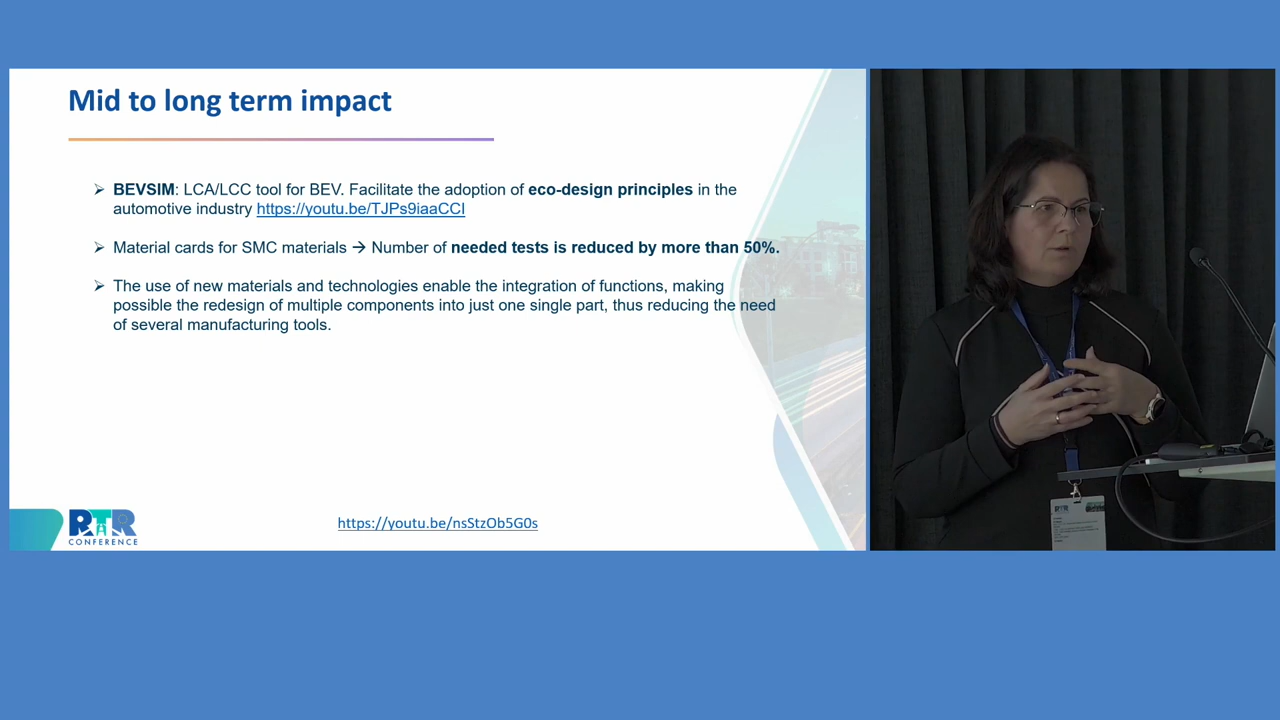 Mid to long term impact
➢ BEVSIM: LCA/LCC tool for BEV. Facilitate the adoption of eco-design principles in the
automotive industry https://youtu.be/TJPs9iaaCCI
➢ Material cards for SMC materials → Number of needed tests is reduced by more than 50%.
➢ The use of new materials and technologies enable the integration of functions, making
possible the redesign of multiple components into just one single part, thus reducing the need
of several manufacturing tools.
RTR
CONFERENCE
https://youtu.be/nsStzOb5G0s
RTR